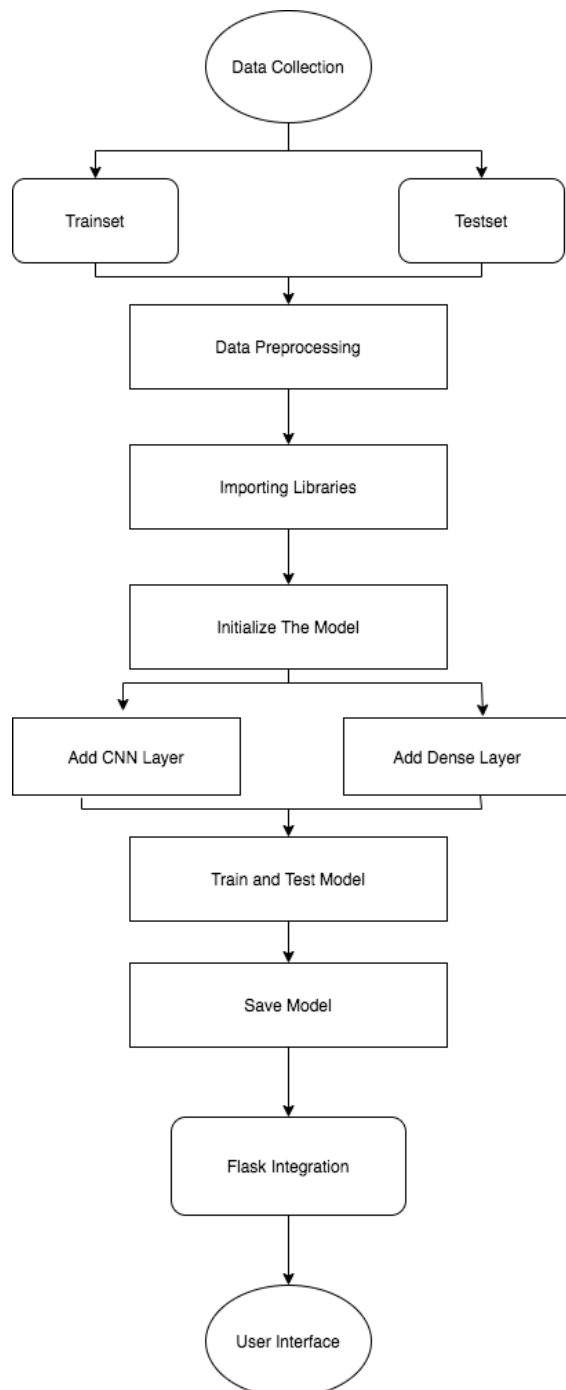 Data Collection
Trainset
Testset
Data Preprocessing
Importing Libraries
Initialize The Model
Add CNN Layer
Add Dense Layer
Train and Test Model
Save Model
Flask Integration
User Interface